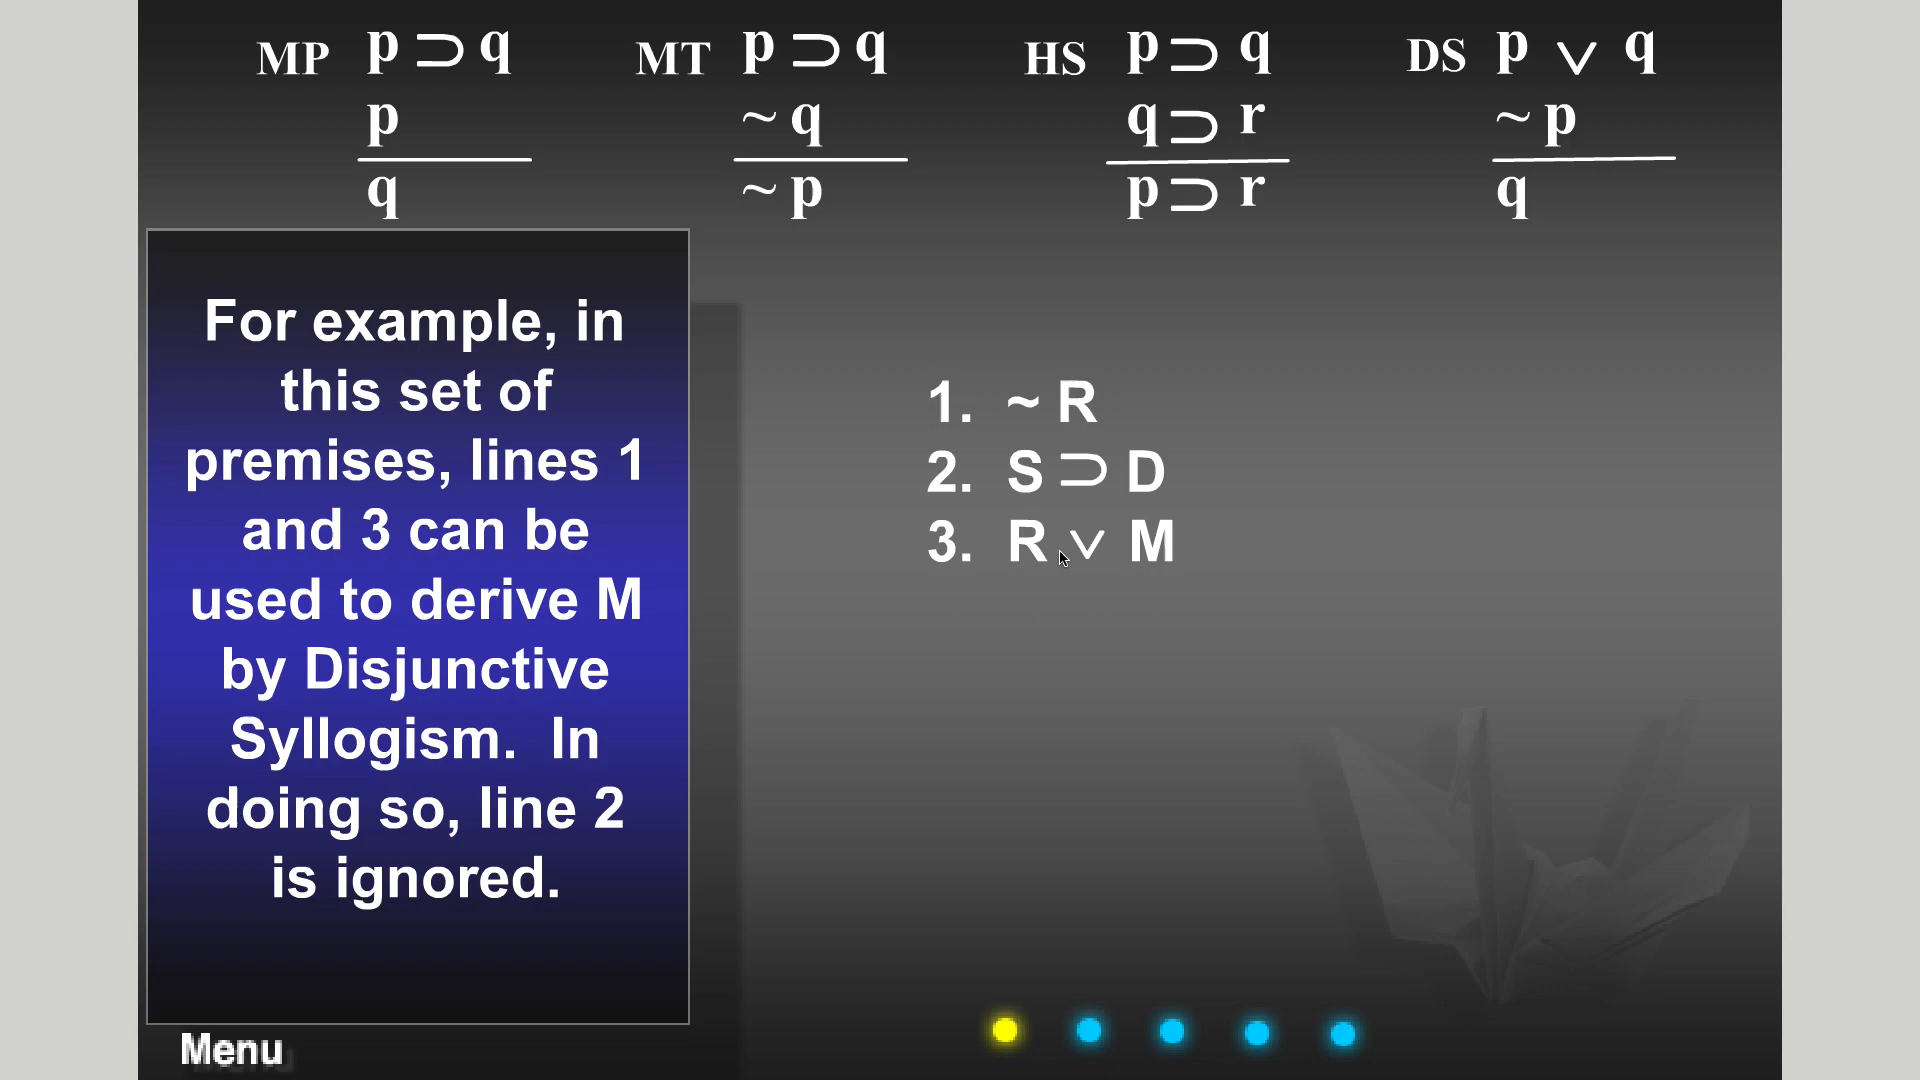 MP p ⊃ q MT p ⊃ q HS p ⊃ q DS p ∨ q
p ~ q q ⊃ r ~ p
q ~ p p ⊃ r q
For example, in
this set of
premises, lines 1
and 3 can be
used to derive M
by Disjunctive
Syllogism. In
doing so, line 2
is ignored.
1. ~ R
2. S ⊃ D
3. R ∨ M
Menu